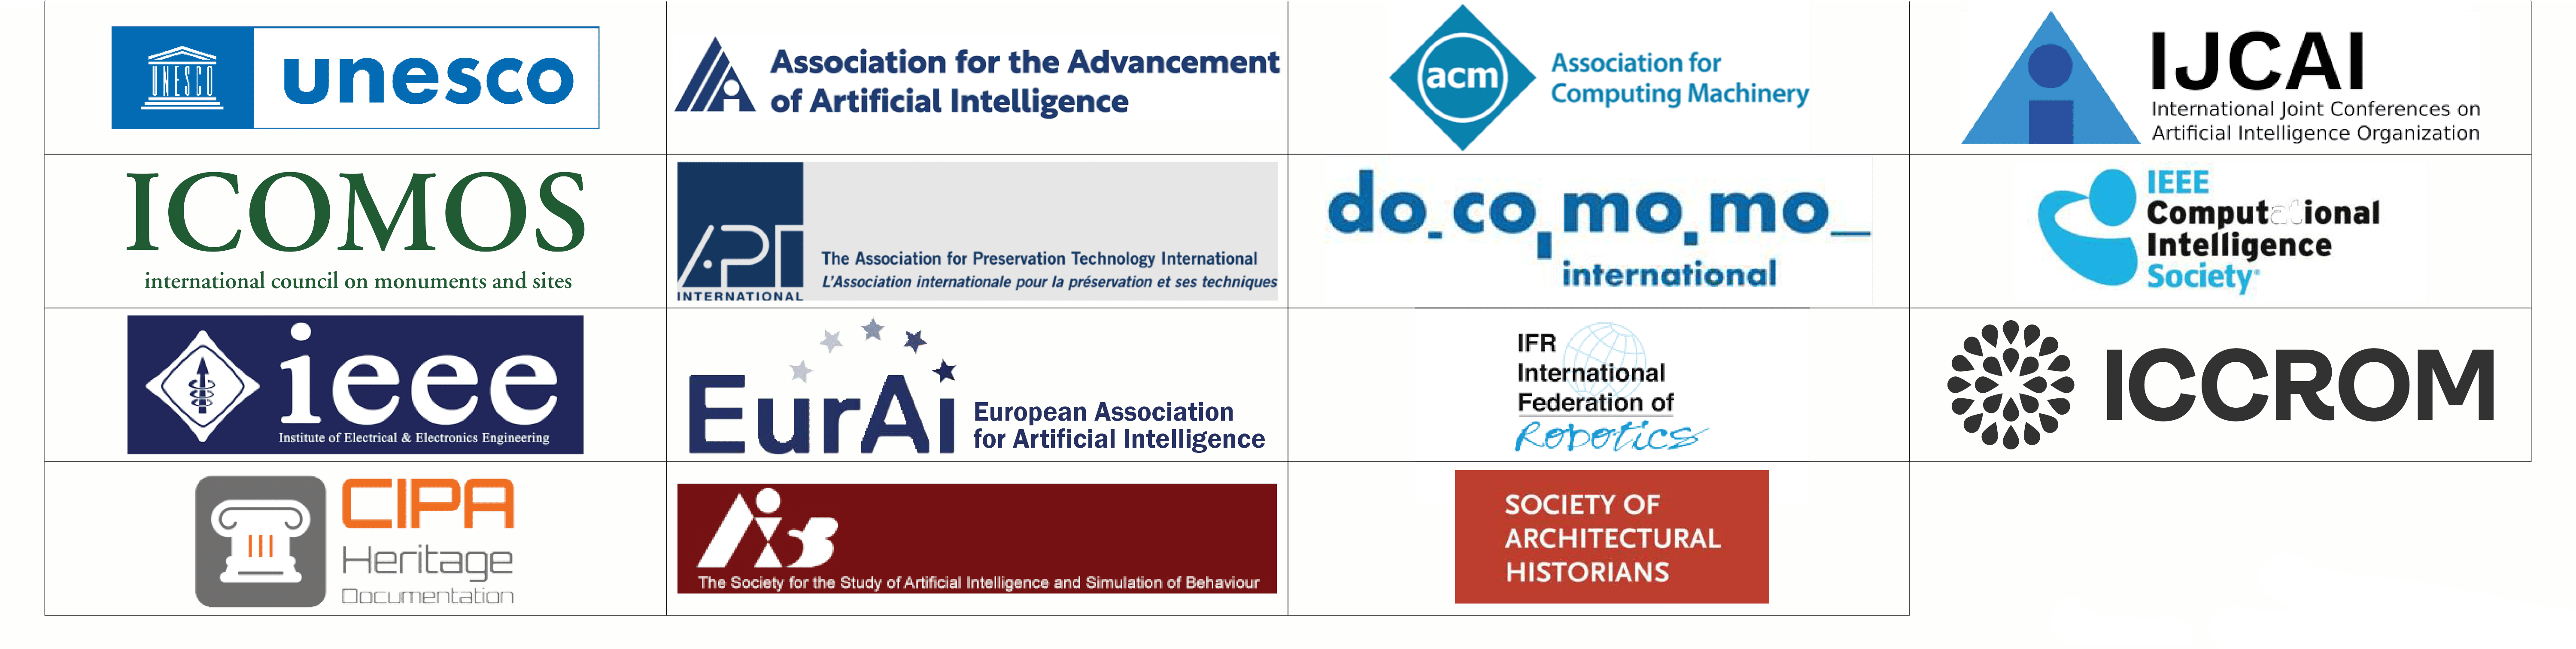 UNESCO
unesco
Association for the Advancement
of Artificial Intelligence
acm
Association for
Computing Machinery
IJCAI
International Joint Conferences on
Artificial Intelligence Organization
ICOMOS
international council on monuments and sites
APT
INTERNATIONAL
The Association for Preservation Technology International
L'Association internationale pour la préservation et ses techniques
do_co_mo_mo_
international
IEEE
Computational
Intelligence
Society
ieee
Institute of Electrical & Electronics Engineering
EurAi
European Association
for Artificial Intelligence
IFR
International
Federation of
Robotics
ICCROM
CIPA
Heritage
Documentation
AISB
The Society for the Study of Artificial Intelligence and Simulation of Behaviour
SOCIETY OF
ARCHITECTURAL
HISTORIANS